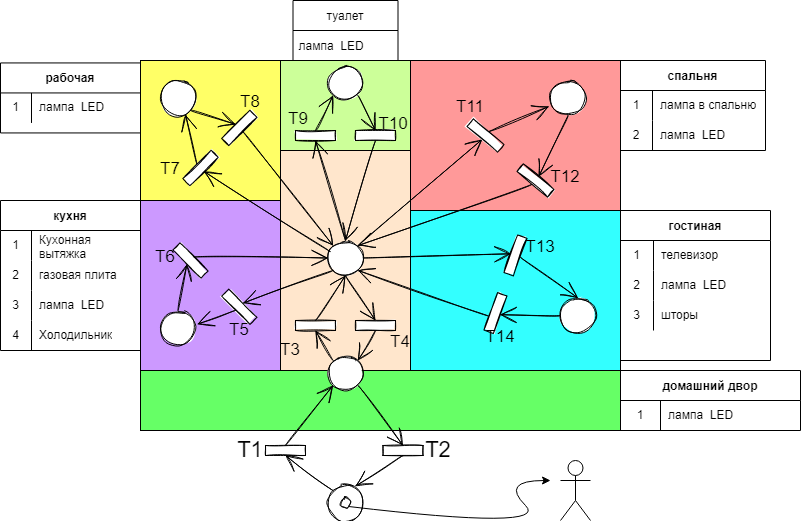 туалет
лампа LED
рабочая
1 лампа LED
спальня
1 лампа в спальню
2 лампа LED
T8
T9
T10
T11
T7
T12
кухня
1 Кухонная
вытяжка
2 газовая плита
3 лампа LED
4 Холодильник
гостиная
1 телевизор
2 лампа LED
3 шторы
T6
T13
T5
T3
T4
T14
домашний двор
1 лампа LED
T1
T2